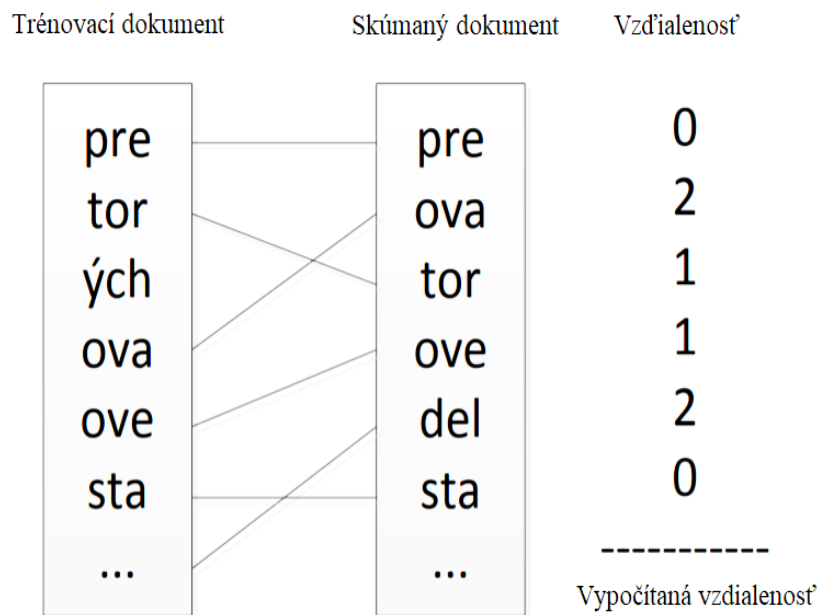 Trénovací dokument Skúmaný dokument Vzďialenosť
pre pre 0
tor ova 2
ých tor 1
ova ove 1
ove del 2
sta sta 0
... ... -----------
Vypočítaná vzdialenosť